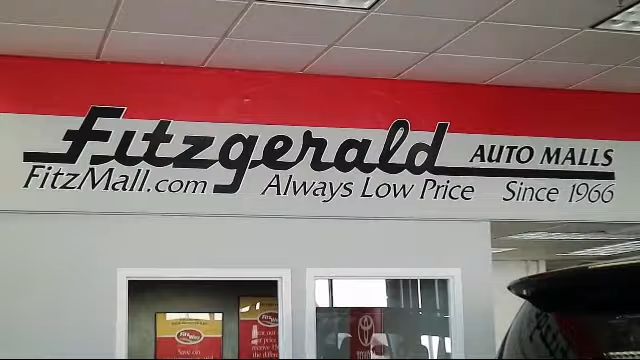 Fitzgerald AUTO MALLS
FitzMall.com Always Low Price Since 1966